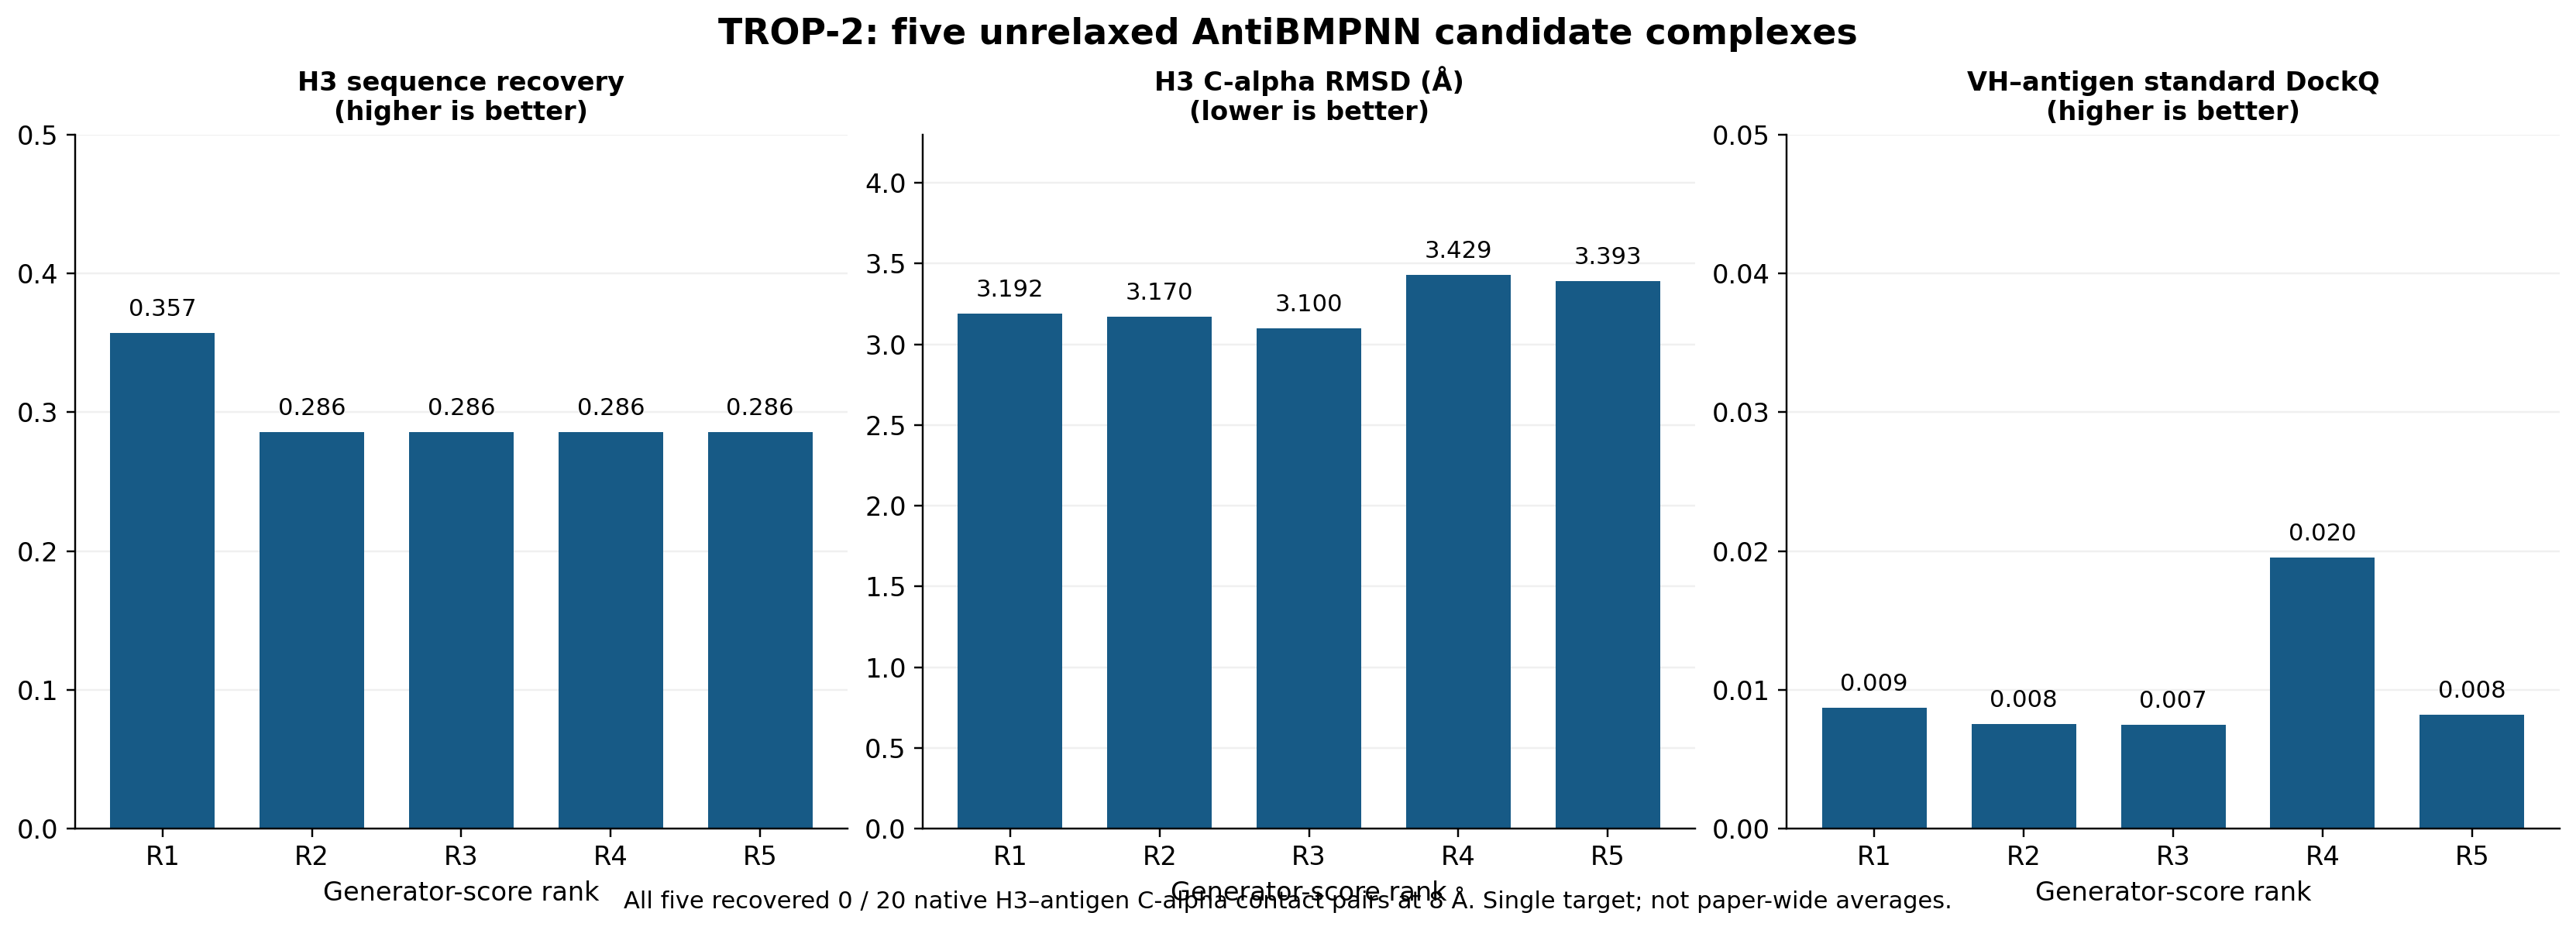 TROP-2: five unrelaxed AntiBMPNN candidate complexes
H3 sequence recovery
(higher is better)
0.5
0.4
0.3
0.2
0.1
0.0
0.357
0.286
0.286
0.286
0.286
R1
R2
R3
R4
R5
Generator-score rank
H3 C-alpha RMSD (Å)
(lower is better)
4.0
3.5
3.0
2.5
2.0
1.5
1.0
0.5
0.0
3.192
3.170
3.100
3.429
3.393
R1
R2
R3
R4
R5
Generator-score rank
VH–antigen standard DockQ
(higher is better)
0.05
0.04
0.03
0.02
0.01
0.00
0.009
0.008
0.007
0.020
0.008
R1
R2
R3
R4
R5
Generator-score rank
All five recovered 0 / 20 native H3–antigen C-alpha contact pairs at 8 Å. Single target; not paper-wide averages.